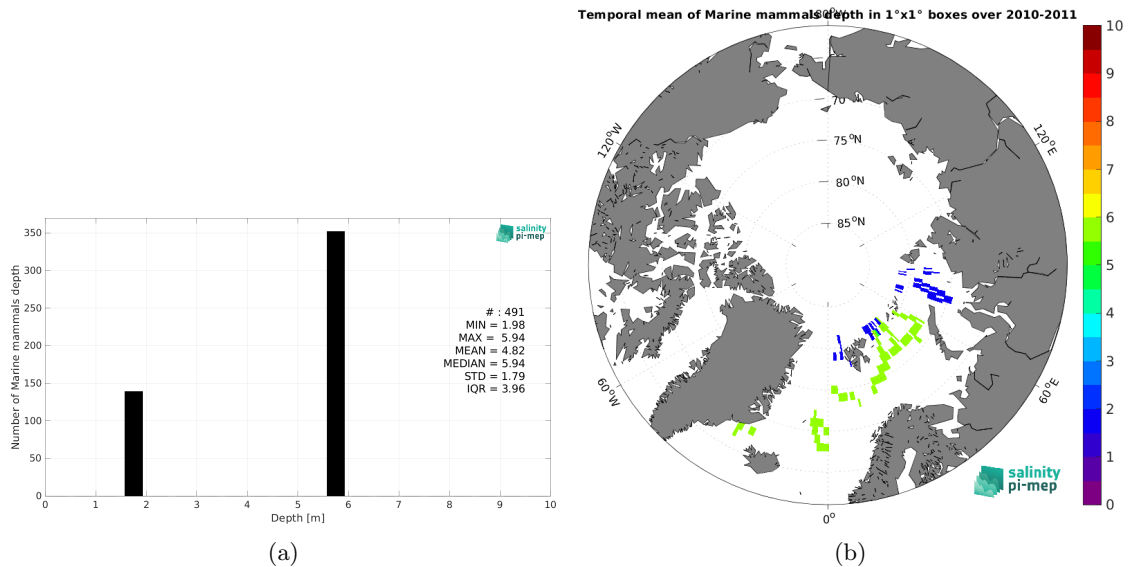 Temporal mean of Marine mammals depth in 1°x1° boxes over 2010-2011
180°W
120°W
120°E
60°W
60°E
0°
70
75°N
80°N
85°N
10
9
8
7
6
5
4
3
2
1
0
salinity
pi-mep
Number of Marine mammals depth
350
300
250
200
150
100
50
0
salinity
pi-mep
# : 491
MIN = 1.98
MAX = 5.94
MEAN = 4.82
MEDIAN = 5.94
STD = 1.79
IQR = 3.96
0 1 2 3 4 5 6 7 8 9 10
Depth [m]
(a)
(b)